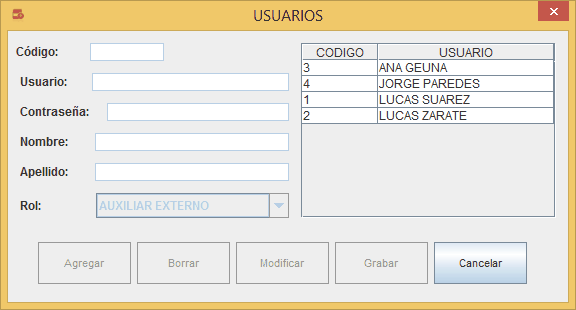 USUARIOS
Código:
Usuario:
Contraseña:
Nombre:
Apellido:
Rol: AUXILIAR EXTERNO
CODIGO USUARIO
3 ANA GEUNA
4 JORGE PAREDES
1 LUCAS SUAREZ
2 LUCAS ZARATE
Agregar Borrar Modificar Grabar Cancelar